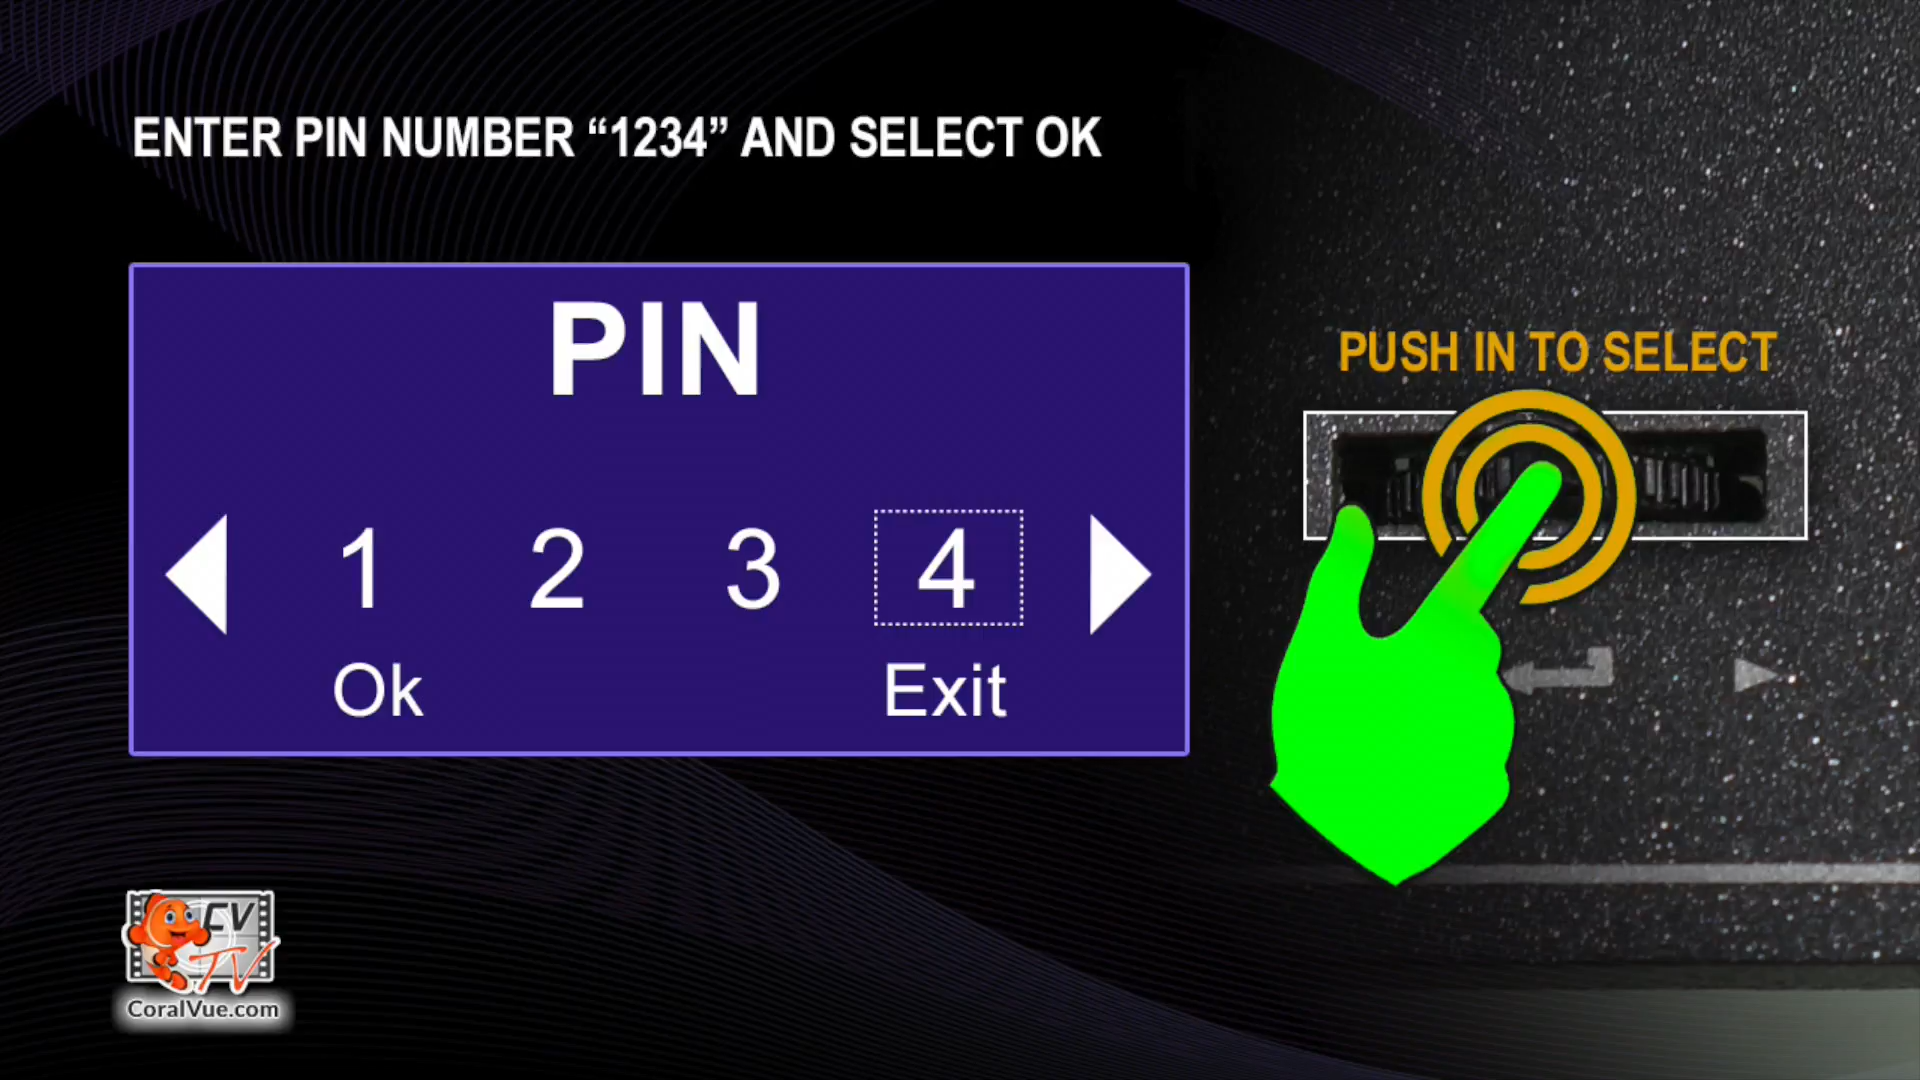 ENTER PIN NUMBER “1234” AND SELECT OK
PIN
PUSH IN TO SELECT
1 2 3 4
Ok Exit
CV
TV
CoralVue.com